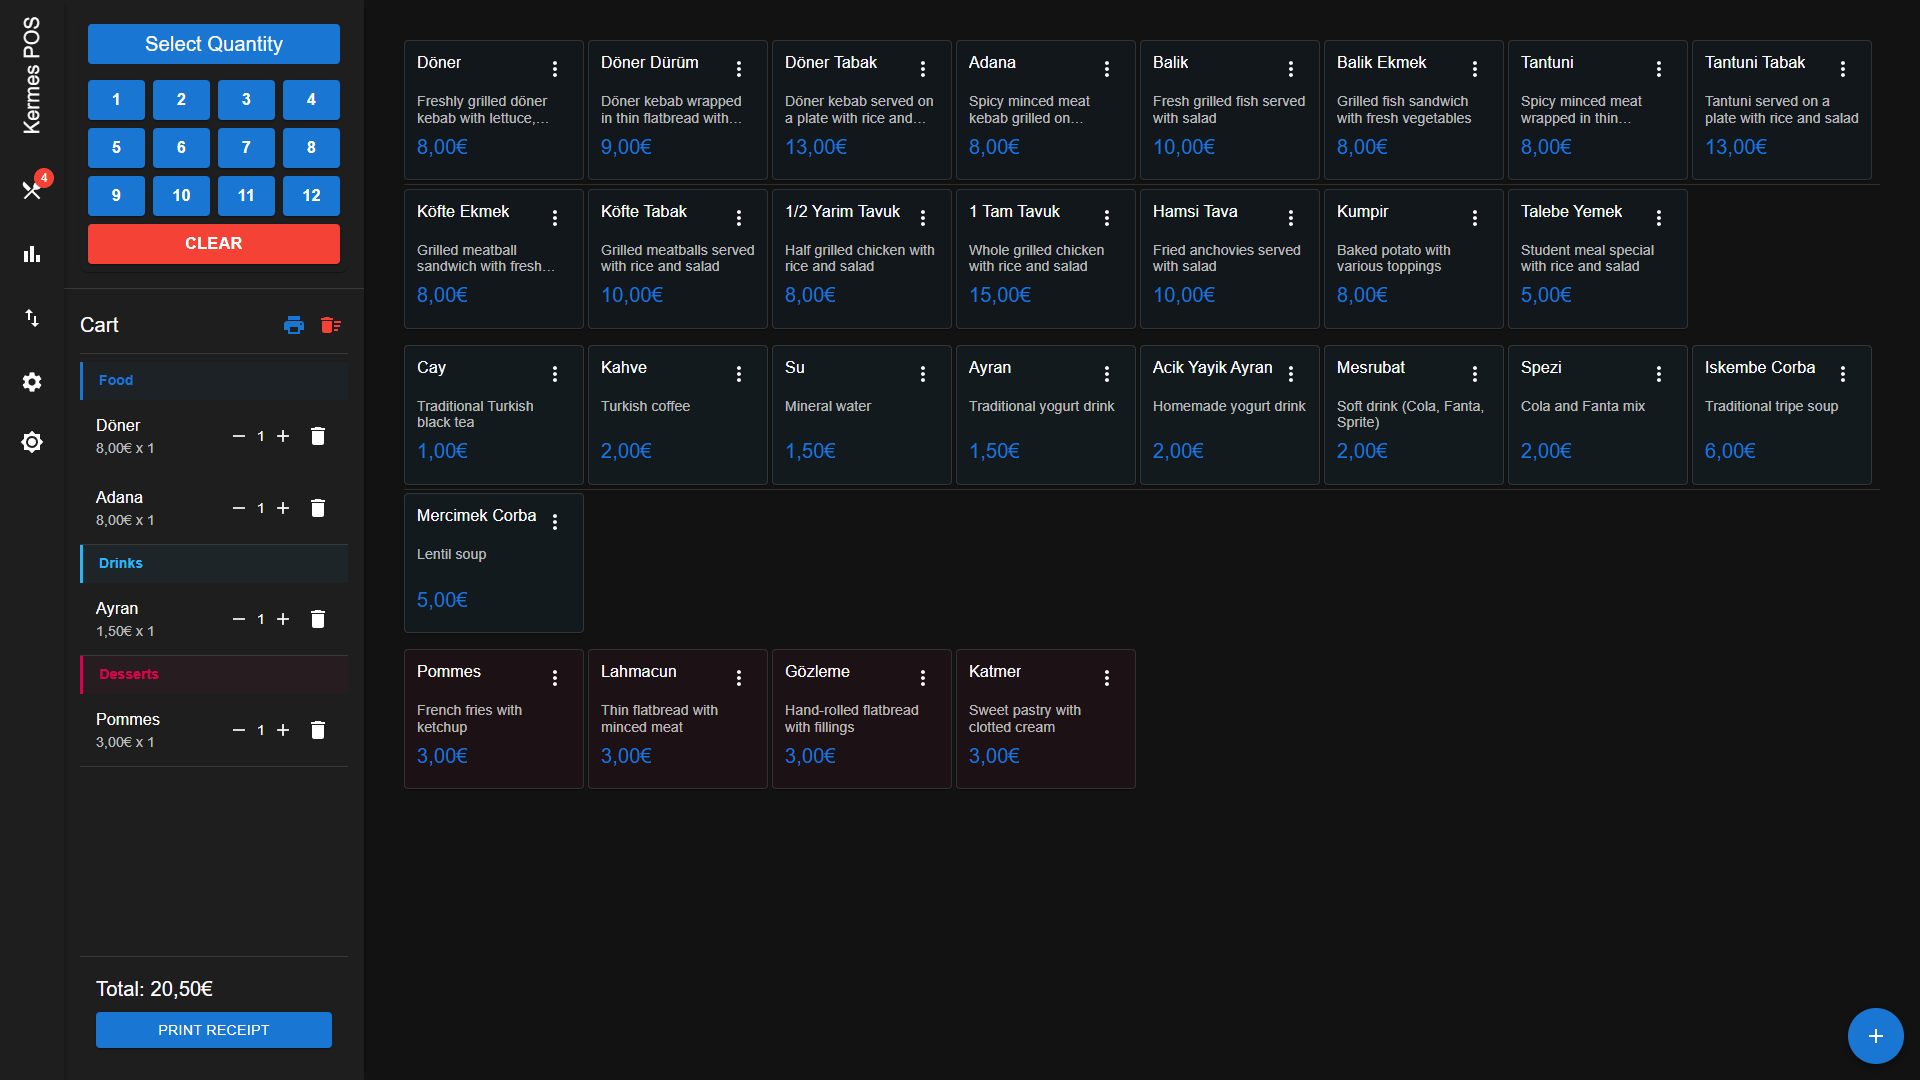 Kermes POS
4
Select Quantity
1 2 3 4
5 6 7 8
9 10 11 12
CLEAR
Cart
Food
Döner
8,00€ x 1
1
Adana
8,00€ x 1
1
Drinks
Ayran
1,50€ x 1
1
Desserts
Pommes
3,00€ x 1
1
Total: 20,50€
PRINT RECEIPT
Döner
Freshly grilled döner
kebab with lettuce,...
8,00€
Döner Dürüm
Döner kebab wrapped
in thin flatbread with...
9,00€
Döner Tabak
Döner kebab served on
a plate with rice and...
13,00€
Adana
Spicy minced meat
kebab grilled on...
8,00€
Balik
Fresh grilled fish served
with salad
10,00€
Balik Ekmek
Grilled fish sandwich
with fresh vegetables
8,00€
Tantuni
Spicy minced meat
wrapped in thin...
8,00€
Tantuni Tabak
Tantuni served on a
plate with rice and salad
13,00€
Köfte Ekmek
Grilled meatball
sandwich with fresh...
8,00€
Köfte Tabak
Grilled meatballs served
with rice and salad
10,00€
1/2 Yarim Tavuk
Half grilled chicken with
rice and salad
8,00€
1 Tam Tavuk
Whole grilled chicken
with rice and salad
15,00€
Hamsi Tava
Fried anchovies served
with salad
10,00€
Kumpir
Baked potato with
various toppings
8,00€
Talebe Yemek
Student meal special
with rice and salad
5,00€
Cay
Traditional Turkish
black tea
1,00€
Kahve
Turkish coffee
2,00€
Su
Mineral water
1,50€
Ayran
Traditional yogurt drink
1,50€
Acik Yayik Ayran
Homemade yogurt drink
2,00€
Mesrubat
Soft drink (Cola, Fanta,
Sprite)
2,00€
Spezi
Cola and Fanta mix
2,00€
Iskembe Corba
Traditional tripe soup
6,00€
Mercimek Corba
Lentil soup
5,00€
Pommes
French fries with
ketchup
3,00€
Lahmacun
Thin flatbread with
minced meat
3,00€
Gözleme
Hand-rolled flatbread
with fillings
3,00€
Katmer
Sweet pastry with
clotted cream
3,00€